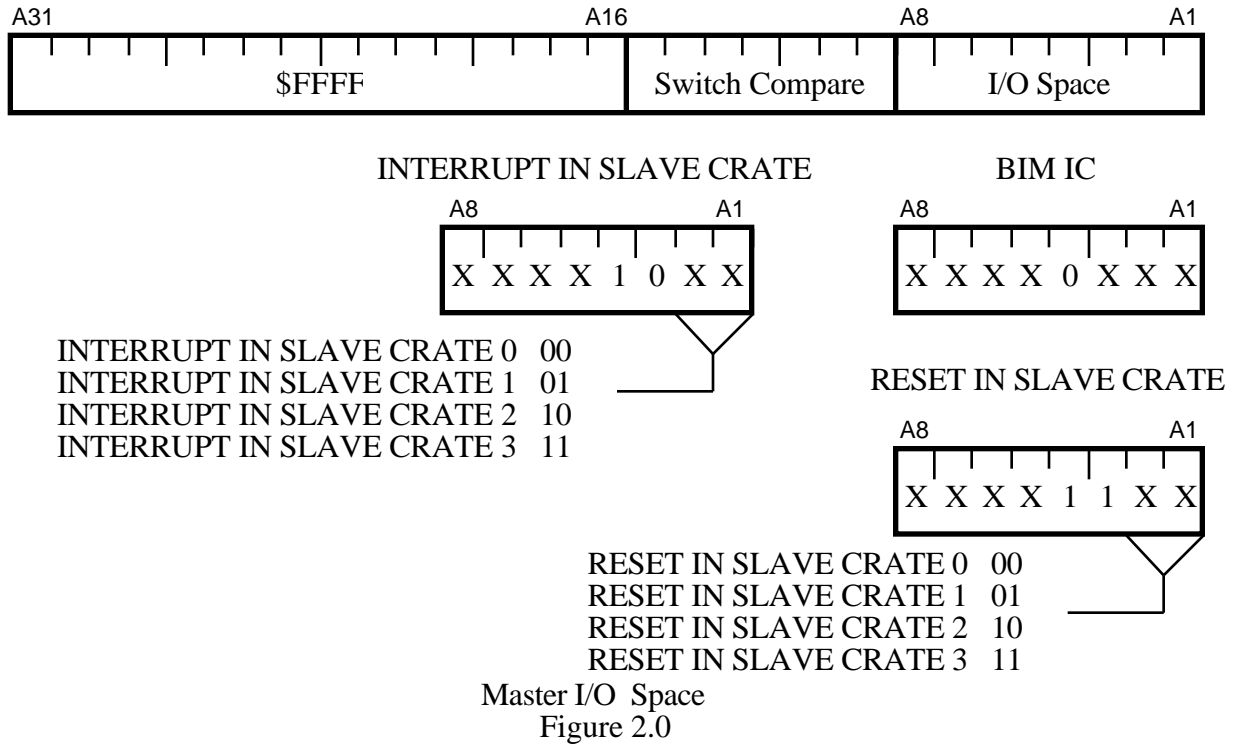 A31 A16 A8 A1
$FFFF Switch Compare I/O Space
INTERRUPT IN SLAVE CRATE BIM IC
A8 A1 A8 A1
X X X X 1 0 X X X X X X 0 X X X
INTERRUPT IN SLAVE CRATE 0 00
INTERRUPT IN SLAVE CRATE 1 01
INTERRUPT IN SLAVE CRATE 2 10
INTERRUPT IN SLAVE CRATE 3 11
RESET IN SLAVE CRATE
A8 A1
X X X X 1 1 X X
RESET IN SLAVE CRATE 0 00
RESET IN SLAVE CRATE 1 01
RESET IN SLAVE CRATE 2 10
RESET IN SLAVE CRATE 3 11
Master I/O Space
Figure 2.0